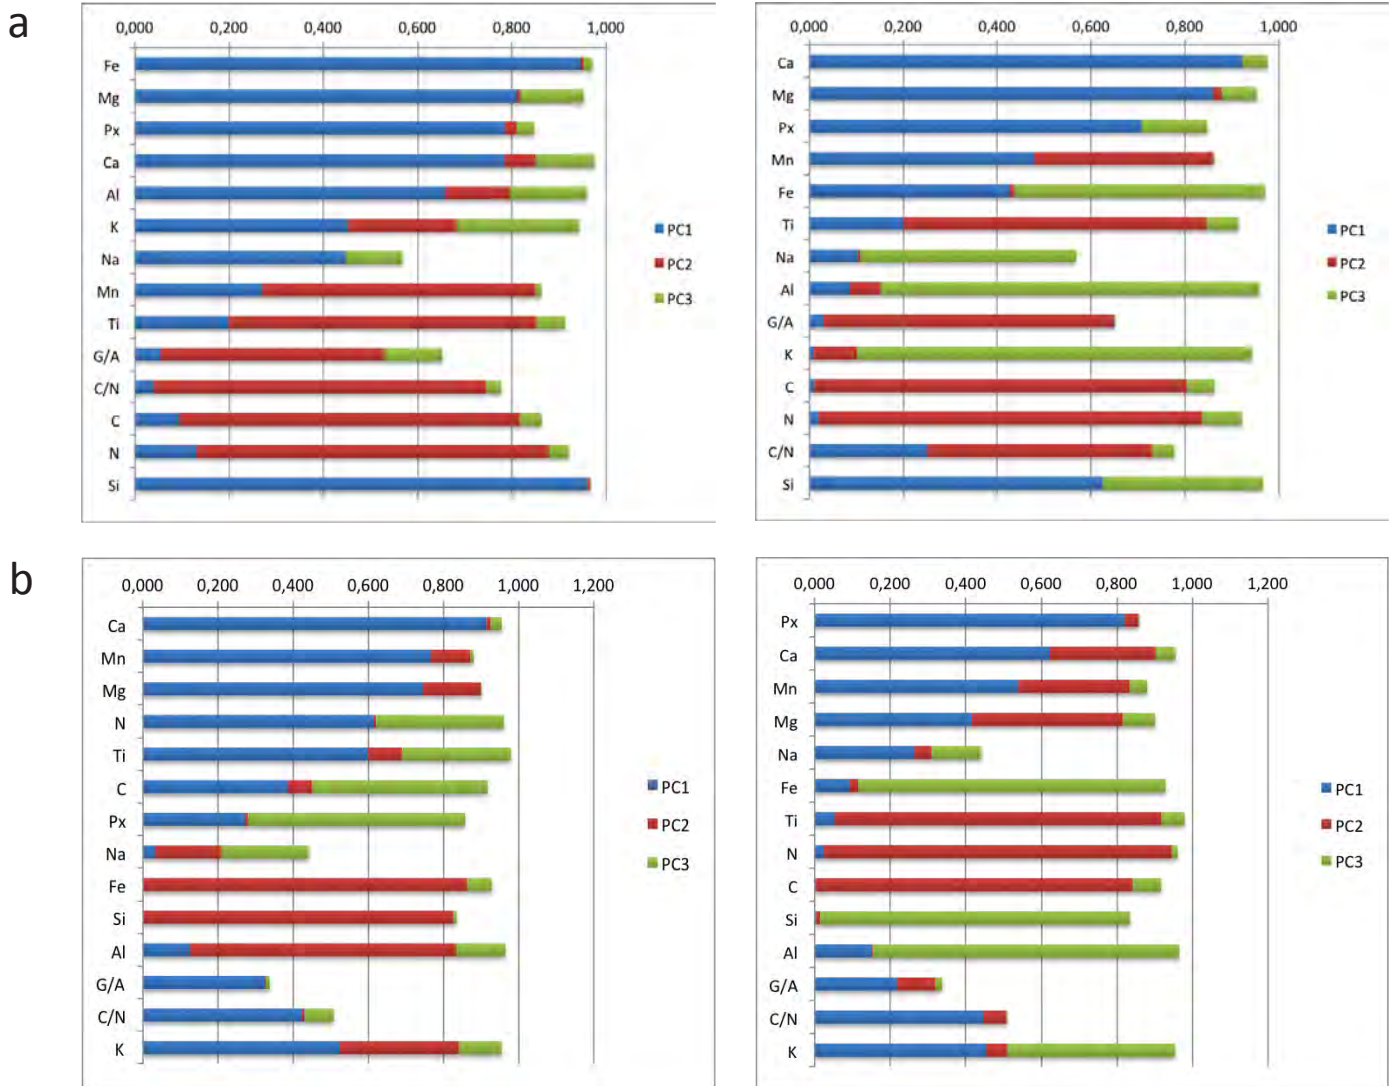 a
0,000 0,200 0,400 0,600 0,800 1,000
Fe
Mg
Px
Ca
Al
K
Na
Mn
Ti
G/A
C/N
C
N
Si
PC1
PC2
PC3
0,000 0,200 0,400 0,600 0,800 1,000
Ca
Mg
Px
Mn
Fe
Ti
Na
Al
G/A
K
C
N
C/N
Si
PC1
PC2
PC3
b
0,000 0,200 0,400 0,600 0,800 1,000 1,200
Ca
Mn
Mg
N
Ti
C
Px
Na
Fe
Si
Al
G/A
C/N
K
PC1
PC2
PC3
0,000 0,200 0,400 0,600 0,800 1,000 1,200
Px
Ca
Mn
Mg
Na
Fe
Ti
N
C
Si
Al
G/A
C/N
K
PC1
PC2
PC3